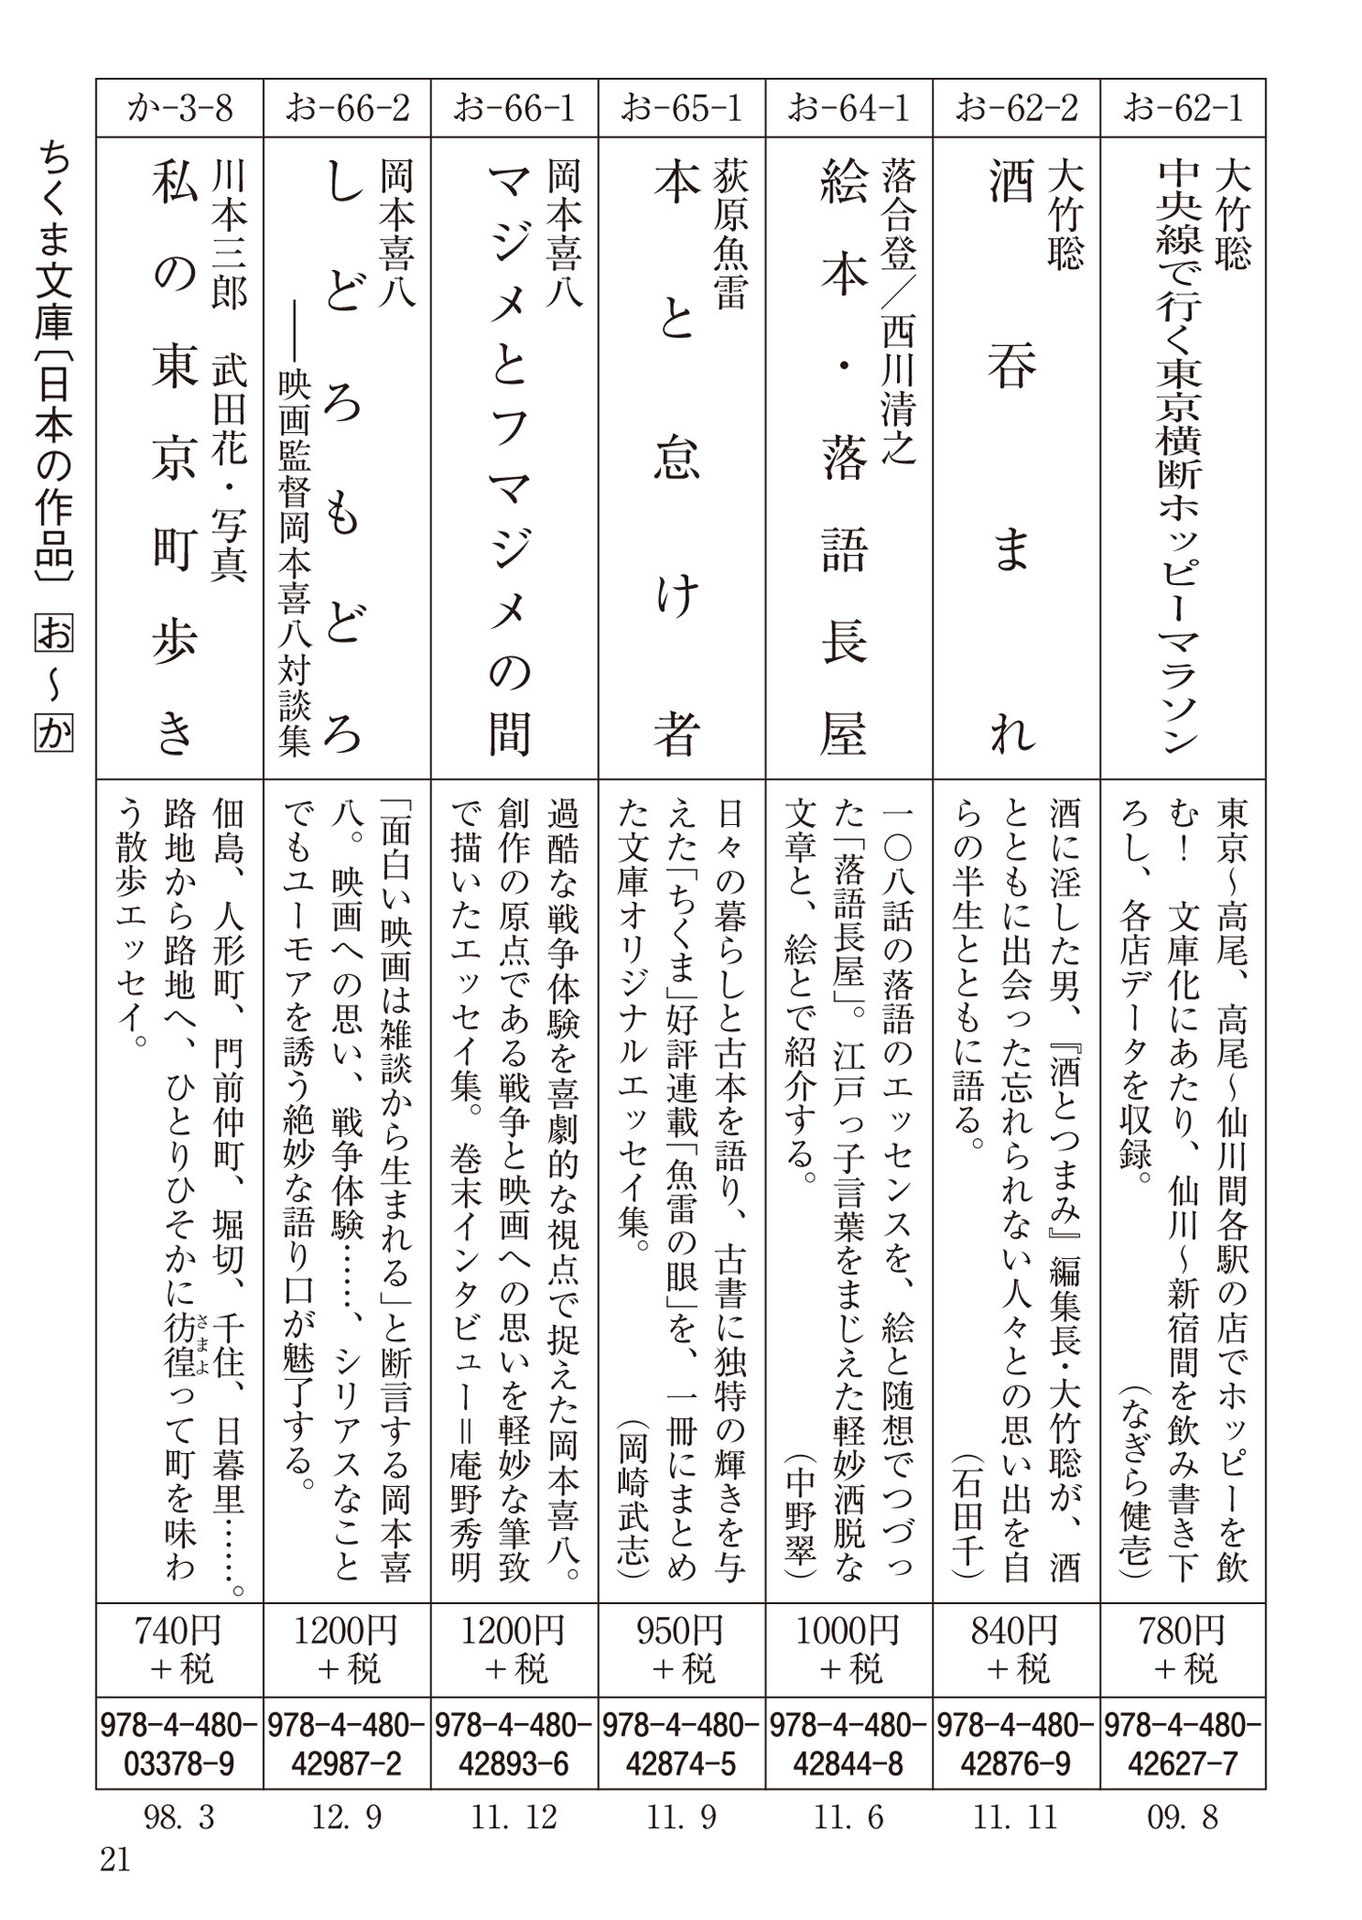 お-62-1
大竹聡
中央線で行く東京横断ホッピーマラソン
東京～高尾、高尾～仙川間各駅の店でホッピーを飲
む！　文庫化にあたり、仙川～新宿間を飲み書き下
ろし、各店データを収録。　（なぎら健壱）
780円
＋税
978-4-480-
42627-7
09. 8
お-62-2
大竹聡
酒呑まれ
酒に淫した男、『酒とつまみ』編集長・大竹聡が、酒
とともに出会った忘れられない人々との思い出を自
らの半生とともに語る。　（石田千）
840円
＋税
978-4-480-
42876-9
11. 11
お-64-1
落合登／西川清之
絵本・落語長屋
一〇八話の落語のエッセンスを、絵と随想でつづっ
た「落語長屋」。江戸っ子言葉をまじえた軽妙洒脱な
文章と、絵とで紹介する。　（中野翠）
1000円
＋税
978-4-480-
42844-8
11. 6
お-65-1
荻原魚雷
本と怠け者
日々の暮らしと古本を語り、古書に独特の輝きを与
えた「ちくま」好評連載「魚雷の眼」を、一冊にまとめ
た文庫オリジナルエッセイ集。　（岡崎武志）
950円
＋税
978-4-480-
42874-5
11. 9
お-66-1
岡本喜八
マジメとフマジメの間
過酷な戦争体験を喜劇的な視点で捉えた岡本喜八。
創作の原点である戦争と映画への思いを軽妙な筆致
で描いたエッセイ集。巻末インタビュー＝庵野秀明
1200円
＋税
978-4-480-
42893-6
11. 12
お-66-2
岡本喜八
しどろもどろ
――映画監督岡本喜八対談集
「面白い映画は雑談から生まれる」と断言する岡本喜
八。映画への思い、戦争体験……、シリアスなこと
でもユーモアを誘う絶妙な語り口が魅了する。
1200円
＋税
978-4-480-
42987-2
12. 9
か-3-8
川本三郎　武田花・写真
私の東京町歩き
佃島、人形町、門前仲町、堀切、千住、日暮里……。
路地から路地へ、ひとりひそかに彷徨って町を味わ
さまよ
う散歩エッセイ。
740円
＋税
978-4-480-
03378-9
98. 3
ちくま文庫〔日本の作品〕 お～か
21